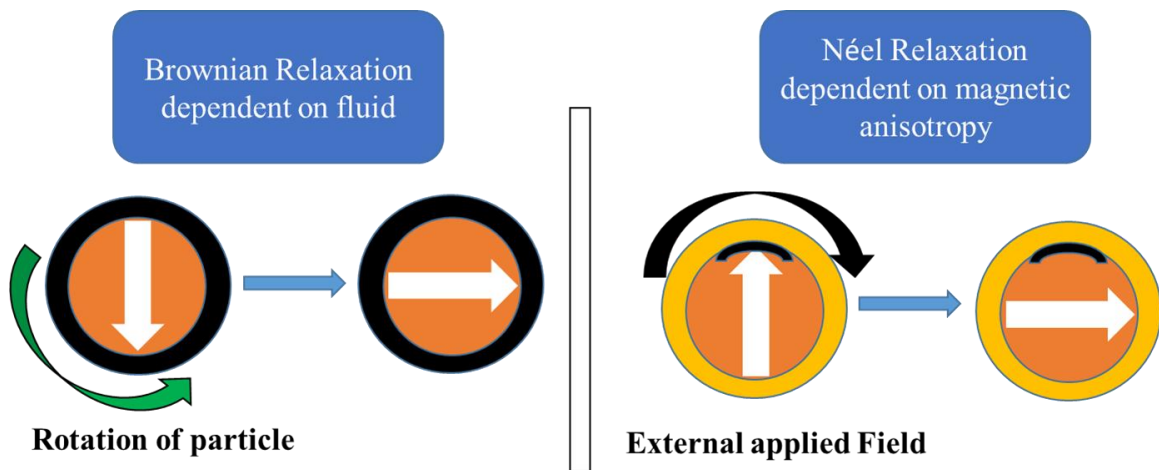 Brownian Relaxation
dependent on fluid
Néel Relaxation
dependent on magnetic
anisotropy
Rotation of particle
External applied Field